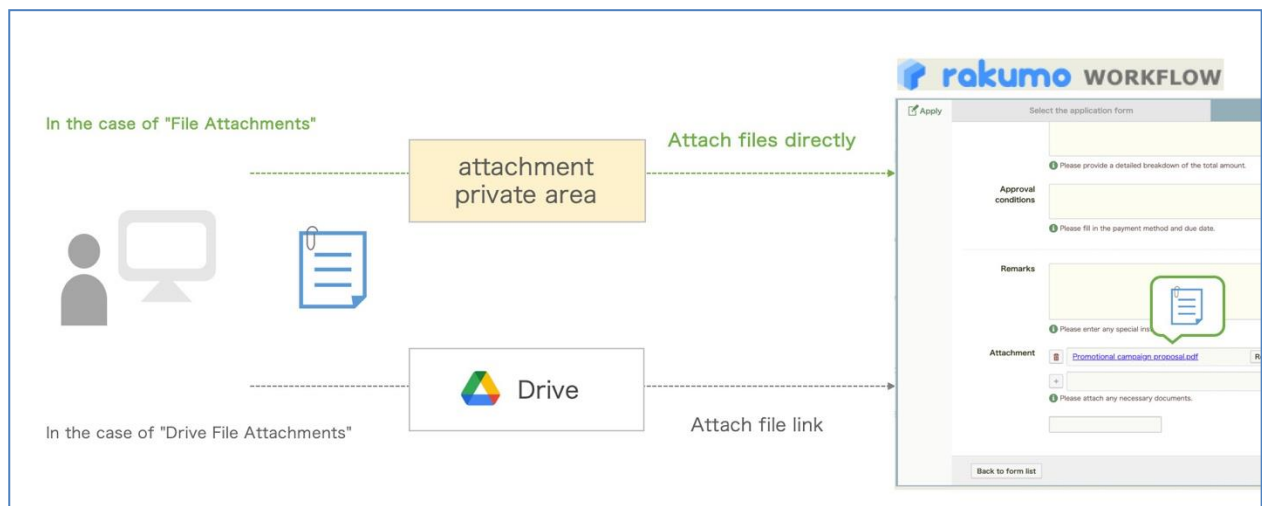 rakumo WORKFLOW
In the case of "File Attachments"
attachment
private area
Attach files directly
In the case of "Drive File Attachments"
Drive
Attach file link
Apply
Select the application form
Please provide a detailed breakdown of the total amount.
Approval
conditions
Please fill in the payment method and due date.
Remarks
Please enter any special
Attachment
Promotional campaign proposal.pdf
Please attach any necessary documents.
Back to form list